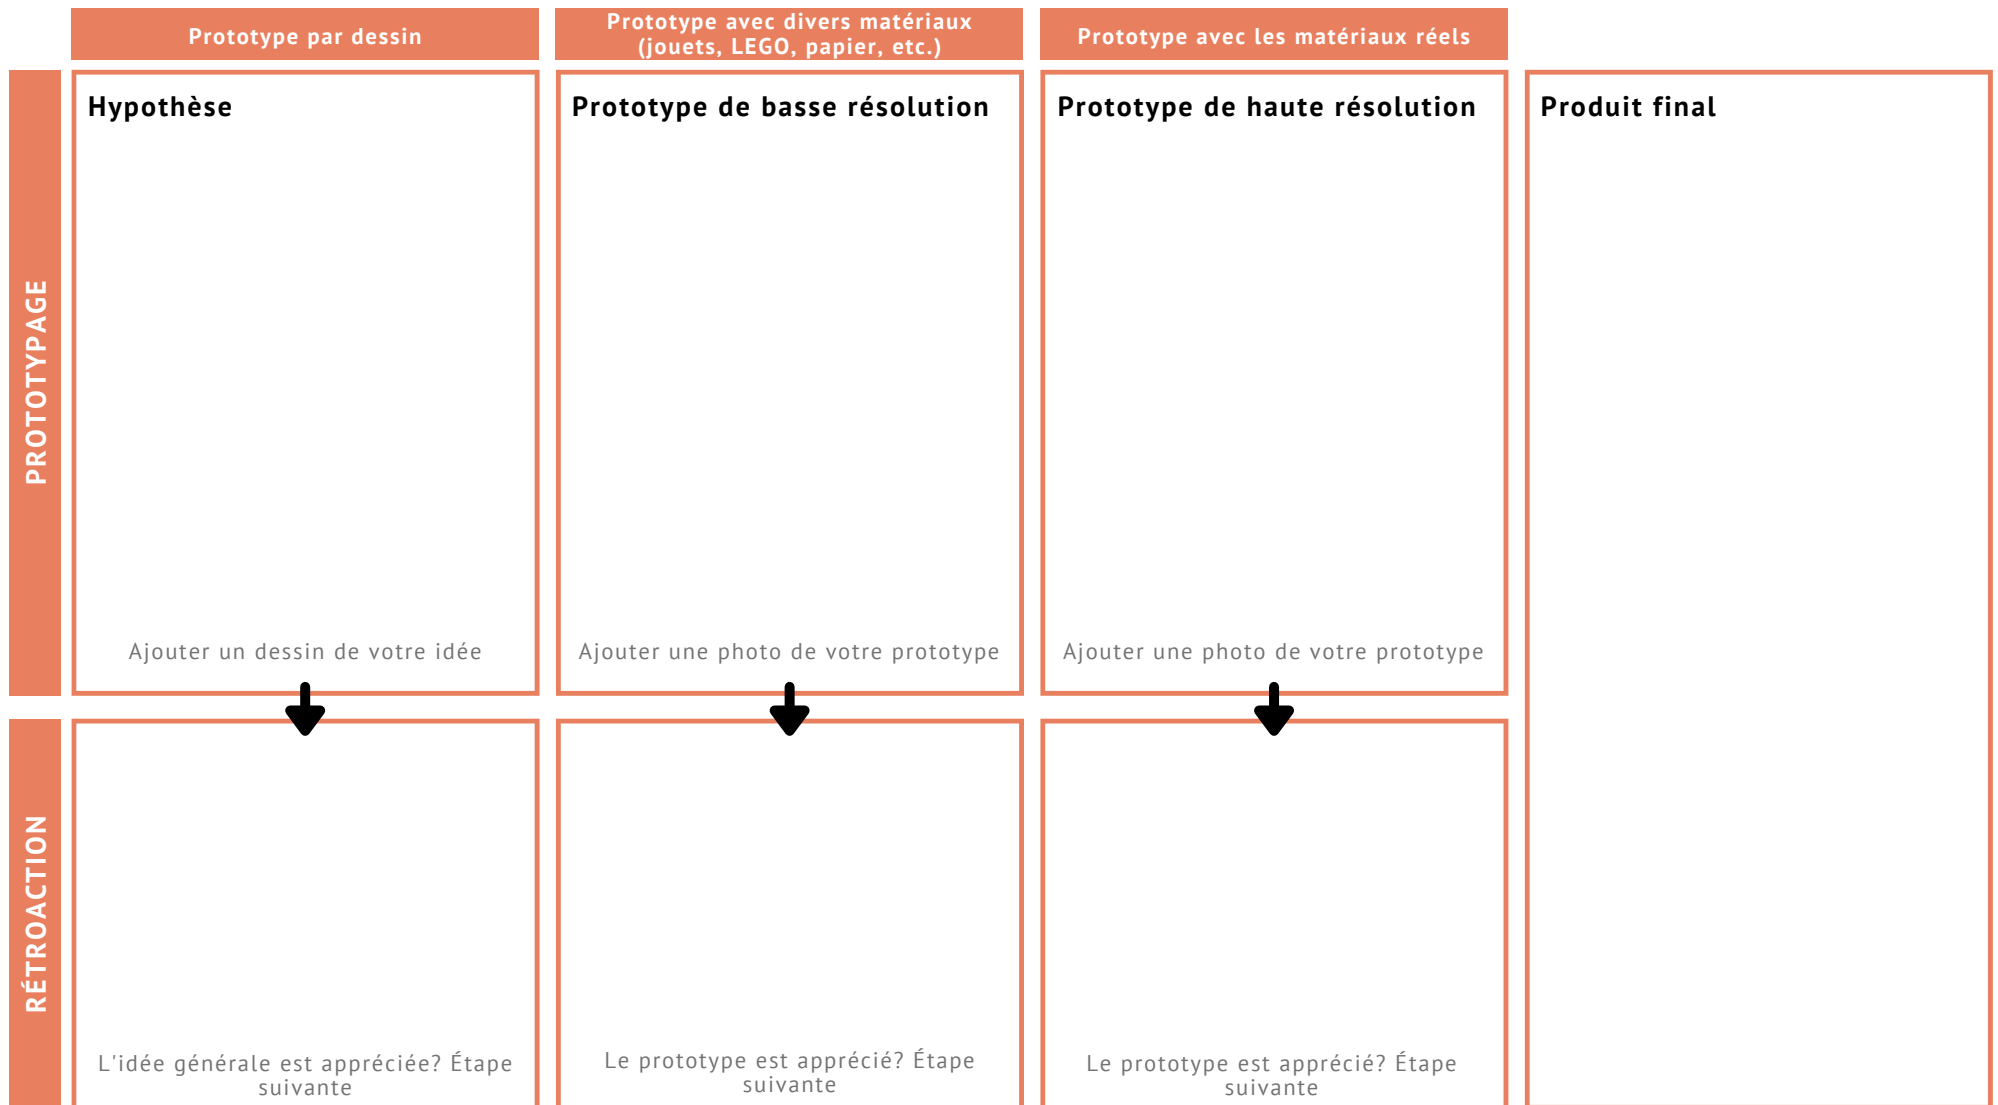 Prototype par dessin
Prototype avec divers matériaux
(jouets, LEGO, papier, etc.)
Prototype avec les matériaux réels
PROTOTYPAGE
Hypothèse
Prototype de basse résolution
Prototype de haute résolution
Produit final
Ajouter un dessin de votre idée
Ajouter une photo de votre prototype
Ajouter une photo de votre prototype
RÉTROACTION
L'idée générale est appréciée? Étape
suivante
Le prototype est apprécié? Étape
suivante
Le prototype est apprécié? Étape
suivante